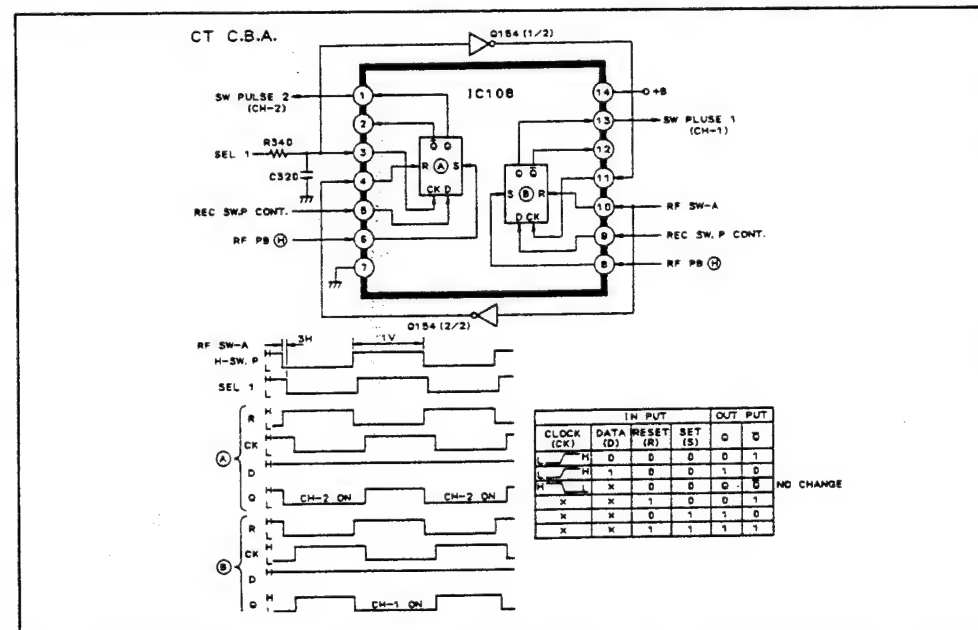 CT C.B.A.
Q154 (1/2)
IC108
SW PULSE 2
(CH-2)
1
2
3
4
5
6
7
14
13
12
11
10
9
8
+B
SW PLUSE 1
(CH-1)
R340
SEL 1
C320
REC SW.P CONT.
RF PB H
Q Q̅
R A S
CK D
Q Q̅
S B R
D CK
RF SW-A
REC SW.P CONT.
RF PB H
Q154 (2/2)
RF SW-A
H-SW.P
H
L
3H
1V
SEL 1
H
L
A
R
H
L
CK
H
L
D
H
Q
H
L
CH-2 ON
CH-2 ON
B
R
H
L
CK
H
L
D
H
Q
H
L
CH-1 ON
IN PUT OUT PUT
CLOCK (CK) DATA (D) RESET (R) SET (S) Q Q̅
L H 0 0 0 0 1
L H 1 0 0 1 0
H L × 0 0 Q Q̅ NO CHANGE
× × 1 0 0 1
× × 0 1 1 0
× × 1 1 1 1